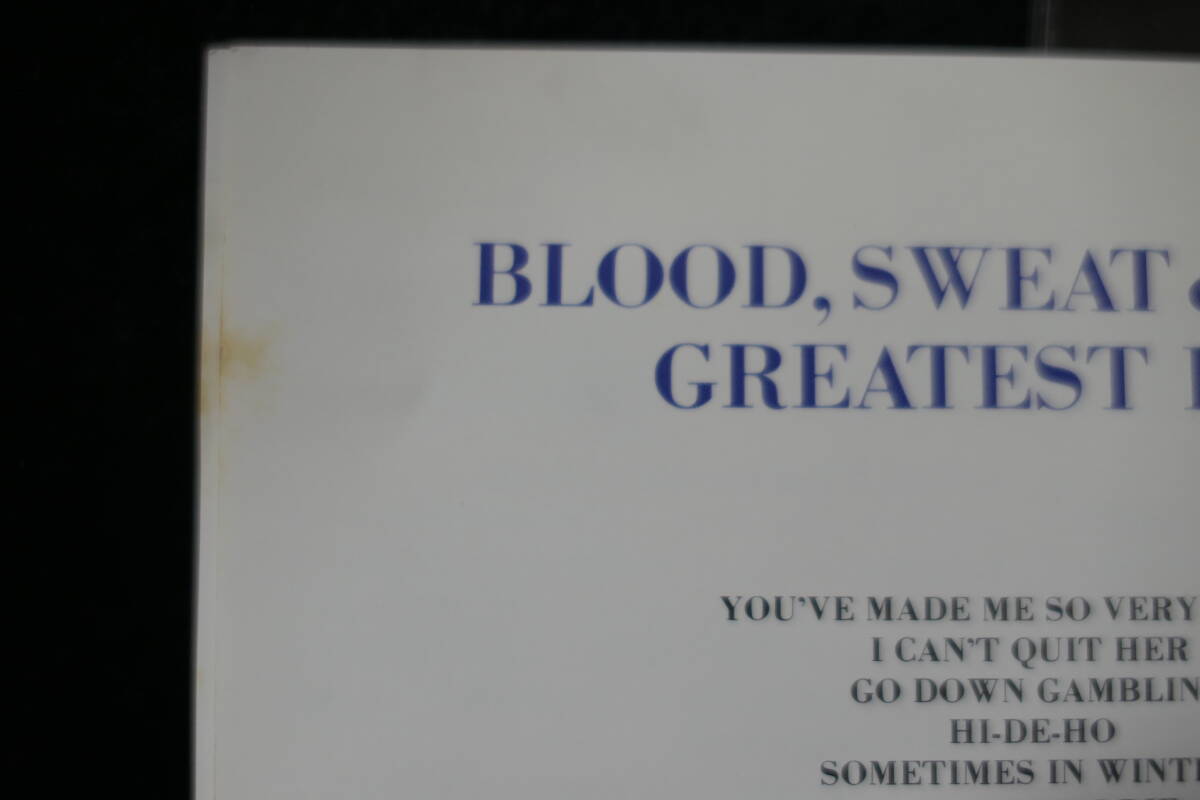 BLOOD, SWEAT &
GREATEST
YOU'VE MADE ME SO VERY
I CAN'T QUIT HER
GO DOWN GAMBLIN
HI-DE-HO
SOMETIMES IN WINT